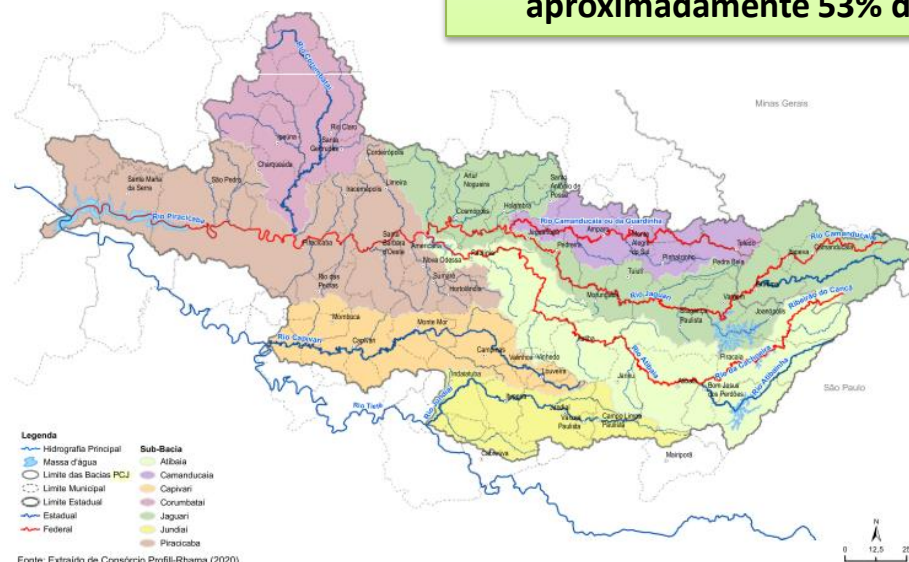 aproximadamente 53% d
Minas Gerais
Rio Corumbataí
Rio Claro
Ipeúna
Santa
Gertrudes
Charqueada
Cordeirópolis
Santa Maria
da Serra
São Pedro
Iracemápolis
Limeira
Artur
Nogueira
Santo
Antônio de
Posse
Cosmópolis
Holambra
Rio Piracicaba
Piracicaba
Santa
Bárbara
d'Oeste
Americana
Nova Odessa
Paulínia
Jaguariúna
Rio Camanducaia ou da Guardinha
Amparo
Monte
Alegre
do Sul
Pinhalzinho
Toledo
Pedreira
Pedra Bela
Rio Camanducaia
Camanducaia
Extrema
Rio das
Pedras
Sumaré
Hortolândia
Tuiuti
Morungaba
Rio Jaguari
Vargem
Bragança
Paulista
Joanópolis
Ribeirão do Cancã
Mombuca
Rio Capivari
Capivari
Monte Mor
Campinas
Valinhos
Vinhedo
Louveira
Itatiba
Rio Atibaia
Jarinu
Atibaia
Piracaia
Rio da Cachoeira
Rio Atibainha
Bom Jesus
dos Perdões
São Paulo
Indaiatuba
Rio Jundiaí
Rio Tietê
Itupeva
Jundiaí
Várzea
Paulista
Campo Limpo
Paulista
Cabreúva
Mairiporã
Legenda
Hidrografia Principal
Massa d'água
Limite das Bacias PCJ
Limite Municipal
Limite Estadual
Estadual
Federal
Sub-Bacia
Atibaia
Camanducaia
Capivari
Corumbataí
Jaguari
Jundiaí
Piracicaba
N
0 12,5 25
Fonte: Extraído de Consórcio Profill-Rhama (2020)